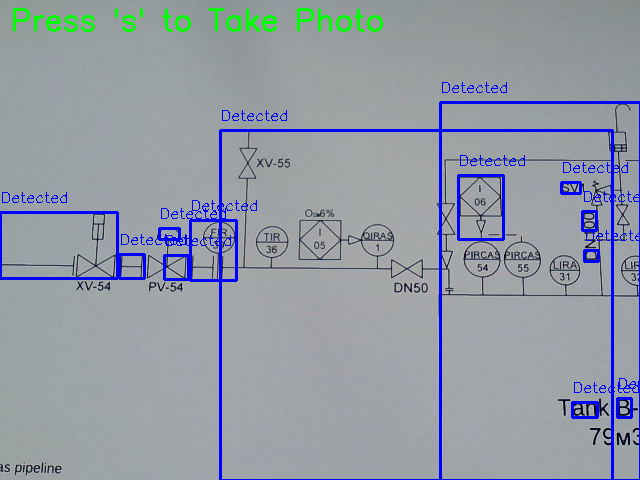 Press 's' to Take Photo
Detected
Detected
XV-55
Detected
Detected
I
06
SV
Detected
Detected
Detected
Detected
O₂≤6%
TIR
36
I
05
QIRAS
1
Detected
Detected
PIRCAS
54
PIRCAS
55
LIRA
31
XV-54
PV-54
DN50
Detected
Tank B-
79м3
as pipeline